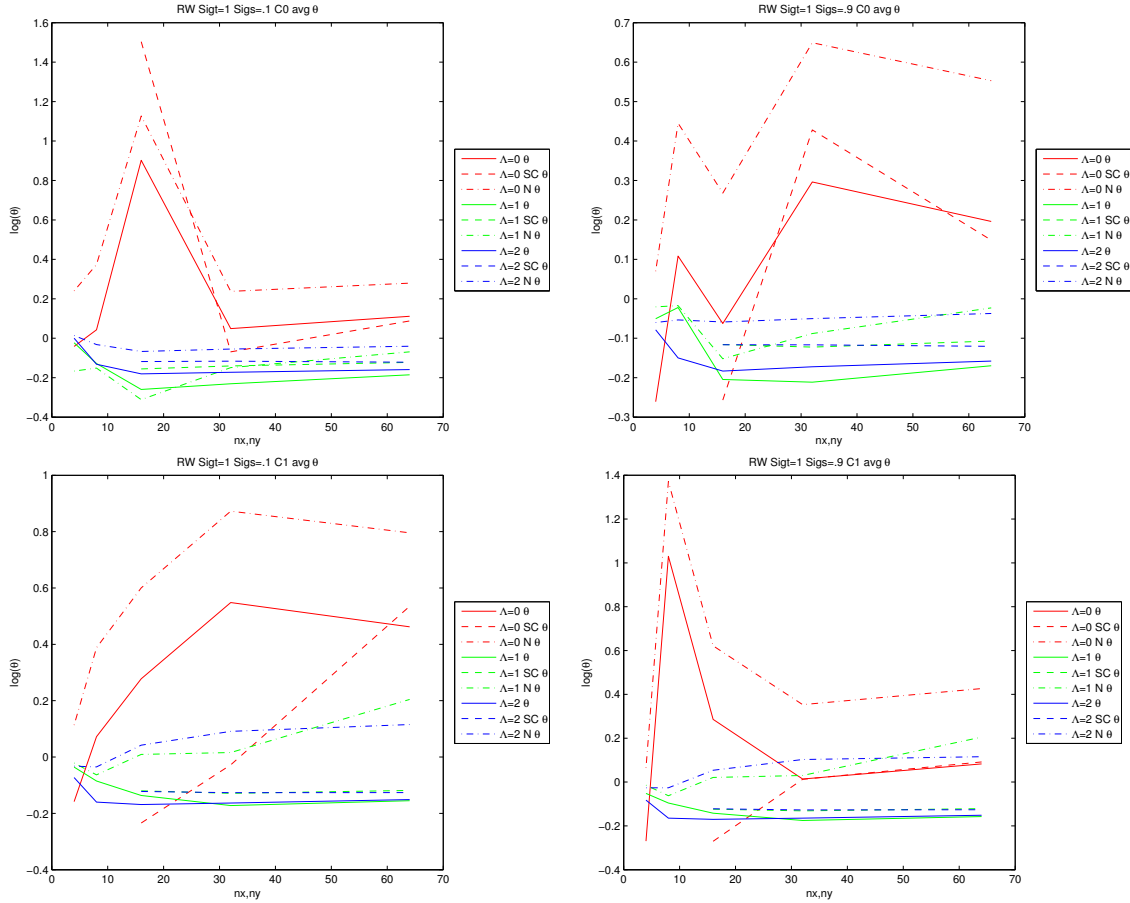 RW Sigt=1 Sigs=.1 C0 avg θ
1.6
1.4
1.2
1
0.8
0.6
0.4
0.2
0
−0.2
−0.4
log(θ)
0 10 20 30 40 50 60 70
nx,ny
Λ=0 θ
Λ=0 SC θ
Λ=0 N θ
Λ=1 θ
Λ=1 SC θ
Λ=1 N θ
Λ=2 θ
Λ=2 SC θ
Λ=2 N θ
RW Sigt=1 Sigs=.9 C0 avg θ
0.7
0.6
0.5
0.4
0.3
0.2
0.1
0
−0.1
−0.2
−0.3
log(θ)
0 10 20 30 40 50 60 70
nx,ny
Λ=0 θ
Λ=0 SC θ
Λ=0 N θ
Λ=1 θ
Λ=1 SC θ
Λ=1 N θ
Λ=2 θ
Λ=2 SC θ
Λ=2 N θ
RW Sigt=1 Sigs=.1 C1 avg θ
1
0.8
0.6
0.4
0.2
0
−0.2
−0.4
log(θ)
0 10 20 30 40 50 60 70
nx,ny
Λ=0 θ
Λ=0 SC θ
Λ=0 N θ
Λ=1 θ
Λ=1 SC θ
Λ=1 N θ
Λ=2 θ
Λ=2 SC θ
Λ=2 N θ
RW Sigt=1 Sigs=.9 C1 avg θ
1.4
1.2
1
0.8
0.6
0.4
0.2
0
−0.2
−0.4
log(θ)
0 10 20 30 40 50 60 70
nx,ny
Λ=0 θ
Λ=0 SC θ
Λ=0 N θ
Λ=1 θ
Λ=1 SC θ
Λ=1 N θ
Λ=2 θ
Λ=2 SC θ
Λ=2 N θ